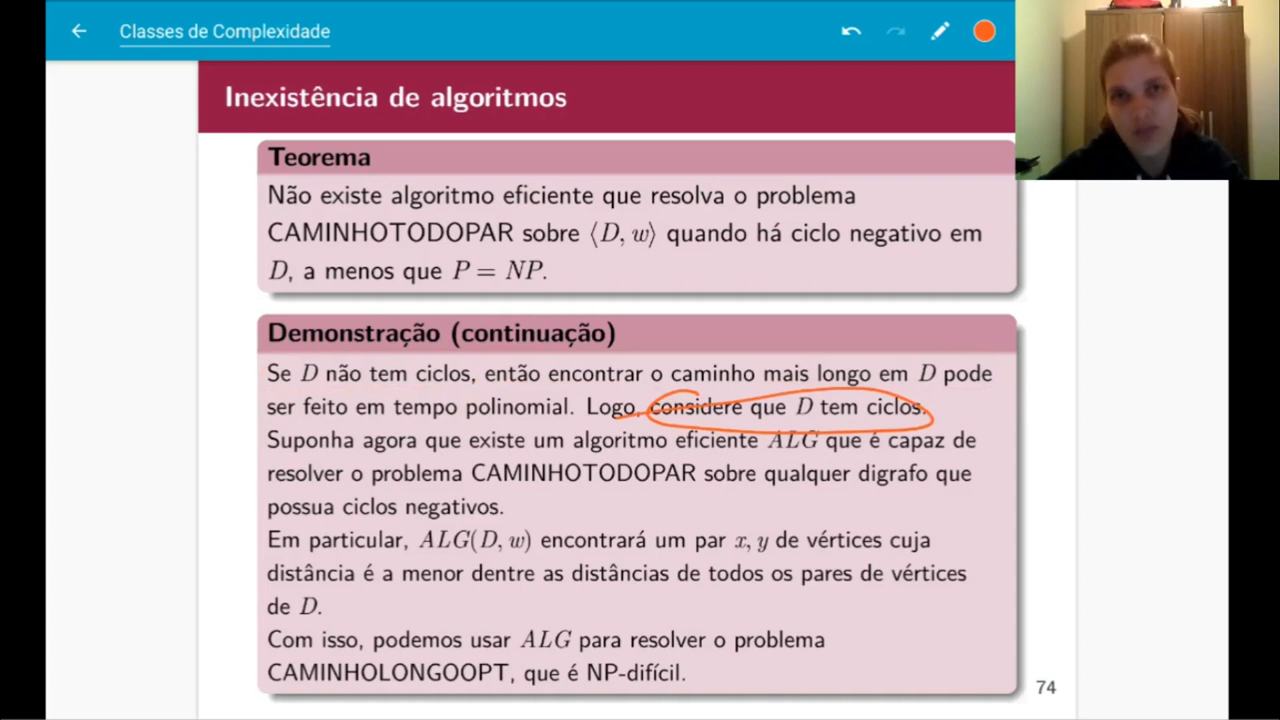 Classes de Complexidade
Inexistência de algoritmos
Teorema
Não existe algoritmo eficiente que resolva o problema
CAMINHOTODOPAR sobre ⟨D, w⟩ quando há ciclo negativo em
D, a menos que P = NP.
Demonstração (continuação)
Se D não tem ciclos, então encontrar o caminho mais longo em D pode
ser feito em tempo polinomial. Logo, considere que D tem ciclos.
Suponha agora que existe um algoritmo eficiente ALG que é capaz de
resolver o problema CAMINHOTODOPAR sobre qualquer digrafo que
possua ciclos negativos.
Em particular, ALG(D, w) encontrará um par x, y de vértices cuja
distância é a menor dentre as distâncias de todos os pares de vértices
de D.
Com isso, podemos usar ALG para resolver o problema
CAMINHOLONGOOPT, que é NP-difícil.
74